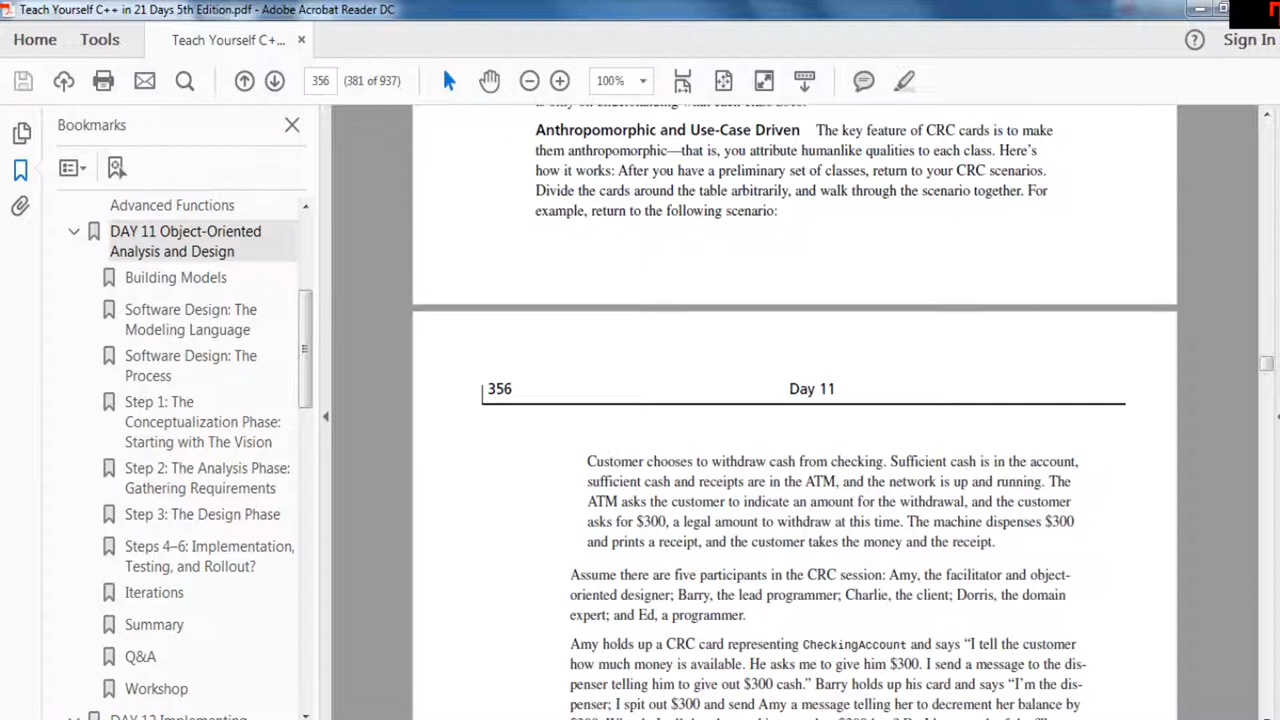 Teach Yourself C++ in 21 Days 5th Edition.pdf - Adobe Acrobat Reader DC
Home Tools Teach Yourself C+... × ? Sign In
356 (381 of 937) 100%
Bookmarks
Advanced Functions
DAY 11 Object-Oriented
Analysis and Design
Building Models
Software Design: The
Modeling Language
Software Design: The
Process
Step 1: The
Conceptualization Phase:
Starting with The Vision
Step 2: The Analysis Phase:
Gathering Requirements
Step 3: The Design Phase
Steps 4–6: Implementation,
Testing, and Rollout?
Iterations
Summary
Q&A
Workshop
DAY 12 Implementing
Anthropomorphic and Use-Case Driven The key feature of CRC cards is to make
them anthropomorphic—that is, you attribute humanlike qualities to each class. Here's
how it works: After you have a preliminary set of classes, return to your CRC scenarios.
Divide the cards around the table arbitrarily, and walk through the scenario together. For
example, return to the following scenario:
356 Day 11
Customer chooses to withdraw cash from checking. Sufficient cash is in the account,
sufficient cash and receipts are in the ATM, and the network is up and running. The
ATM asks the customer to indicate an amount for the withdrawal, and the customer
asks for $300, a legal amount to withdraw at this time. The machine dispenses $300
and prints a receipt, and the customer takes the money and the receipt.
Assume there are five participants in the CRC session: Amy, the facilitator and object-
oriented designer; Barry, the lead programmer; Charlie, the client; Dorris, the domain
expert; and Ed, a programmer.
Amy holds up a CRC card representing CheckingAccount and says “I tell the customer
how much money is available. He asks me to give him $300. I send a message to the dis-
penser telling him to give out $300 cash.” Barry holds up his card and says “I'm the dis-
penser; I spit out $300 and send Amy a message telling her to decrement her balance by